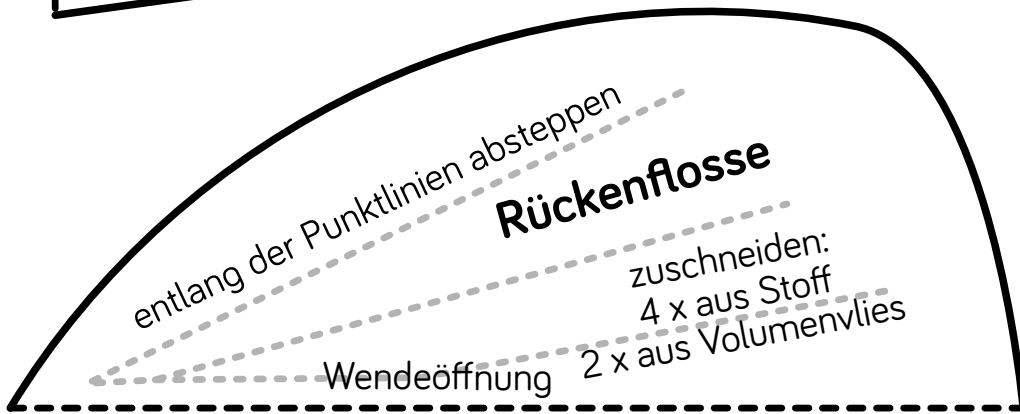 entlang der Punktlinien absteppen
Rückenflosse
zuschneiden:
4 x aus Stoff
2 x aus Volumenvlies
Wendeöffnung